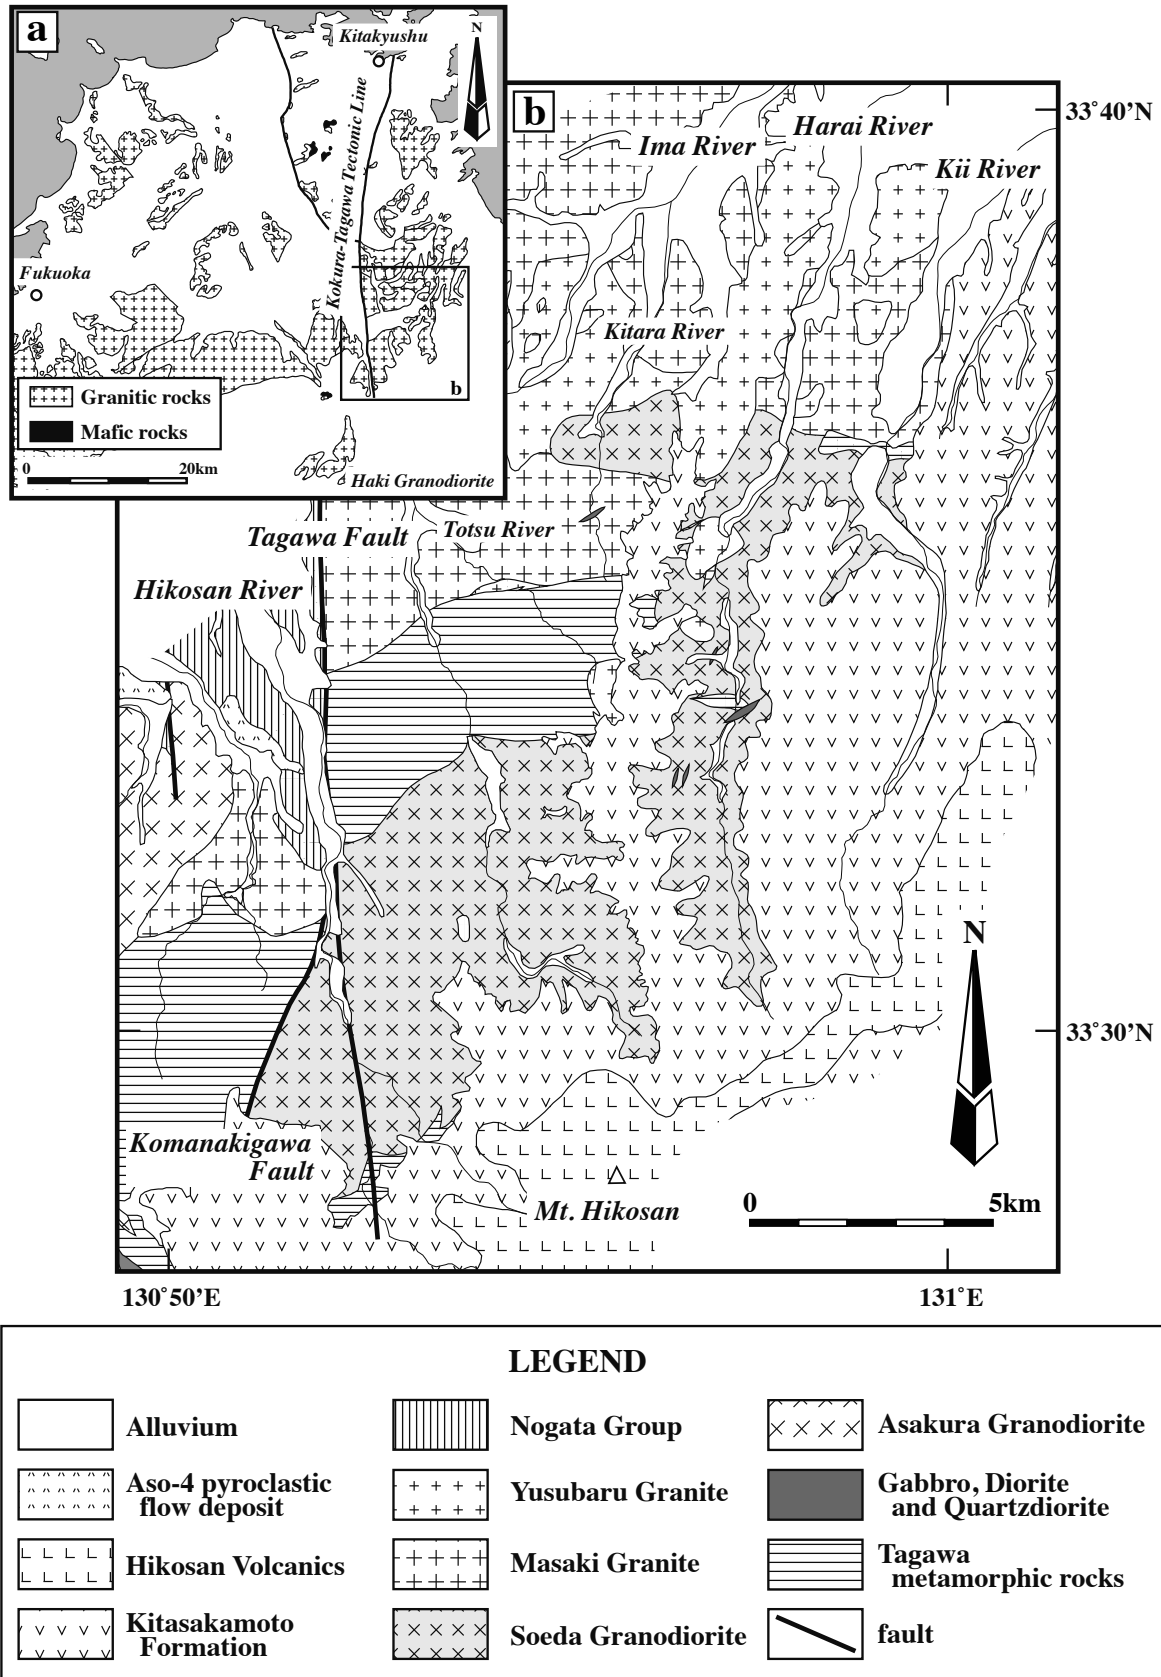 a
Kitakyushu
N
Kokura-Tagawa Tectonic Line
Fukuoka
b
Granitic rocks
Mafic rocks
0 20km
Haki Granodiorite
b
33˚40’N
Harai River
Ima River
Kii River
Kitara River
Totsu River
Tagawa Fault
Hikosan River
N
33˚30’N
Komanakigawa
Fault
Mt. Hikosan
0 5km
130˚50’E
131˚E
LEGEND
Alluvium
Aso-4 pyroclastic
flow deposit
Hikosan Volcanics
Kitasakamoto
Formation
Nogata Group
Yusubaru Granite
Masaki Granite
Soeda Granodiorite
Asakura Granodiorite
Gabbro, Diorite
and Quartzdiorite
Tagawa
metamorphic rocks
fault